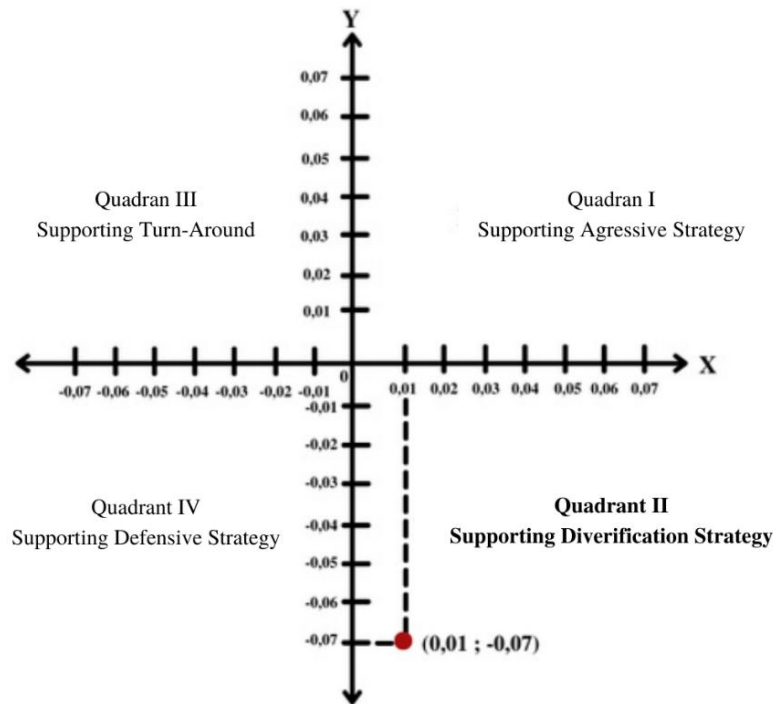 Y
0,07
0,06
0,05
0,04
0,03
0,02
0,01
Quadran III
Supporting Turn-Around
Quadran I
Supporting Agressive Strategy
X
0
-0,07 -0,06 -0,05 -0,04 -0,03 -0,02 -0,01
0,01 0,02 0,03 0,04 0,05 0,06 0,07
-0,01
-0,02
-0,03
-0,04
-0,05
-0,06
-0,07
Quadrant IV
Supporting Defensive Strategy
Quadrant II
Supporting Diverification Strategy
(0,01 ; -0,07)